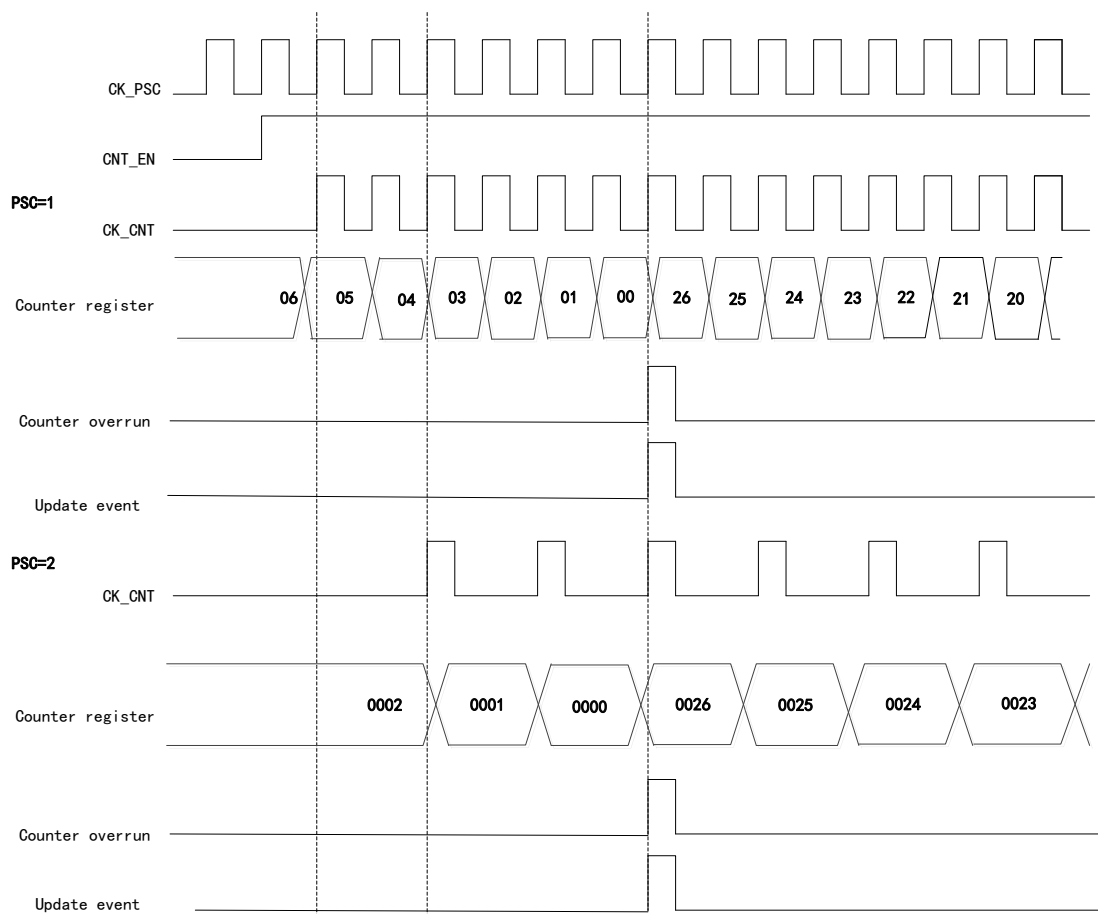 CK_PSC
CNT_EN
PSC=1
CK_CNT
Counter register 06 05 04 03 02 01 00 26 25 24 23 22 21 20
Counter overrun
Update event
PSC=2
CK_CNT
Counter register 0002 0001 0000 0026 0025 0024 0023
Counter overrun
Update event